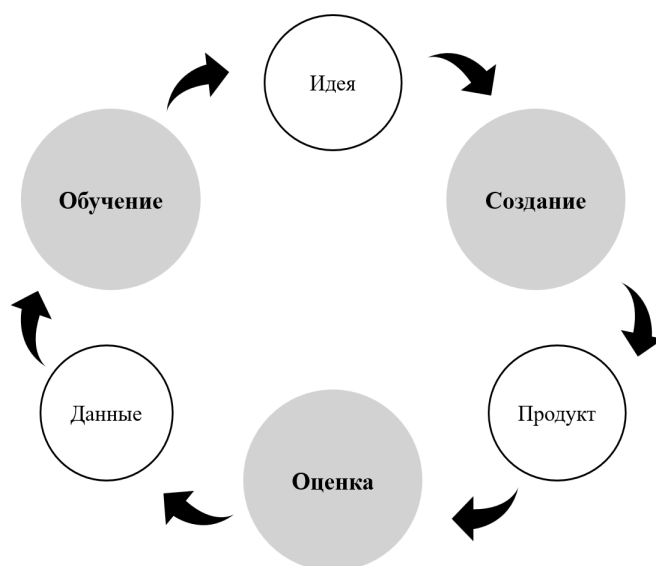 Идея
Обучение
Создание
Данные
Продукт
Оценка